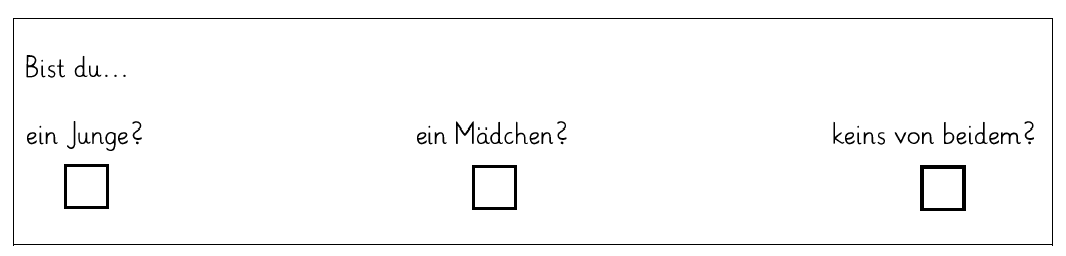 Bist du...
ein Junge? ein Mädchen? keins von beidem?